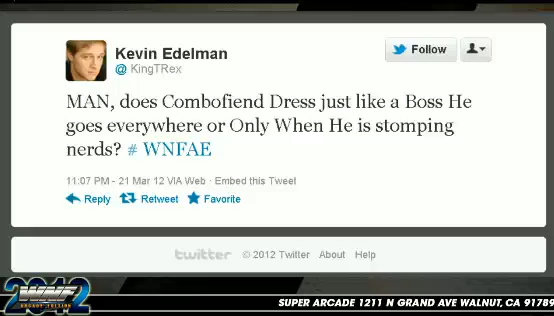 Kevin Edelman
@ KingTRex
Follow
MAN, does Combofiend Dress just like a Boss He
goes everywhere or Only When He is stomping
nerds? # WNFAE
11:07 PM - 21 Mar 12 VIA Web · Embed this Tweet
Reply Retweet Favorite
twitter © 2012 Twitter About Help
2012
ARCADE EDITION
SUPER ARCADE 1211 N GRAND AVE WALNUT, CA 91789